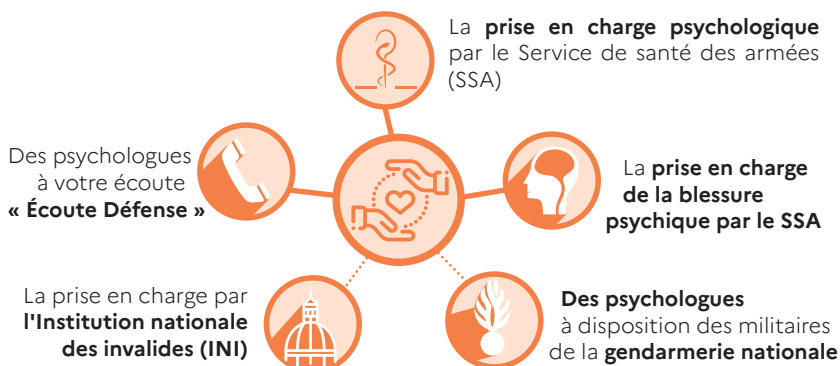 La prise en charge psychologique
par le Service de santé des armées
(SSA)
Des psychologues
à votre écoute
« Écoute Défense »
La prise en charge
de la blessure
psychique par le SSA
La prise en charge par
l'Institution nationale
des invalides (INI)
Des psychologues
à disposition des militaires
de la gendarmerie nationale